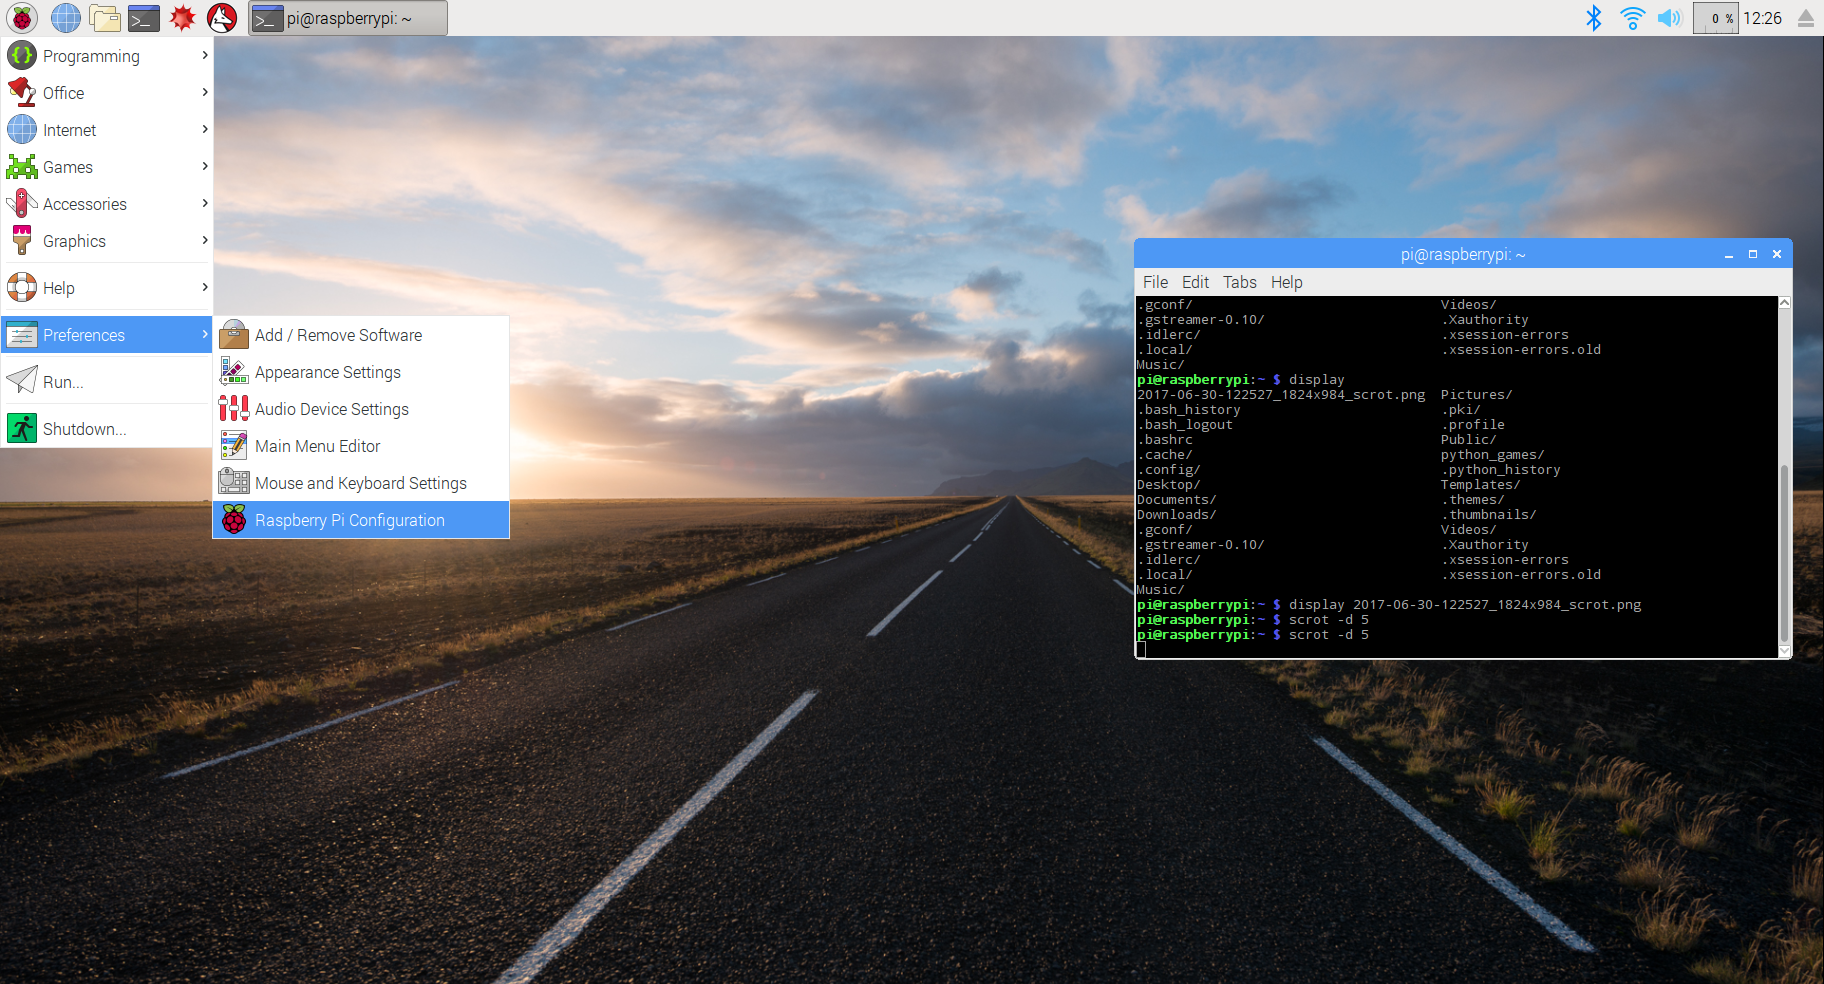 pi@raspberrypi: ~
0 %
12:26
Programming
Office
Internet
Games
Accessories
Graphics
Help
Preferences
Run...
Shutdown...
Add / Remove Software
Appearance Settings
Audio Device Settings
Main Menu Editor
Mouse and Keyboard Settings
Raspberry Pi Configuration
pi@raspberrypi: ~
File Edit Tabs Help
.gconf/ Videos/
.gstreamer-0.10/ .Xauthority
.idlerc/ .xsession-errors
.local/ .xsession-errors.old
Music/
pi@raspberrypi:~ $ display
2017-06-30-122527_1824x984_scrot.png Pictures/
.bash_history .pki/
.bash_logout .profile
.bashrc Public/
.cache/ python_games/
.config/ .python_history
Desktop/ Templates/
Documents/ .themes/
Downloads/ .thumbnails/
.gconf/ Videos/
.gstreamer-0.10/ .Xauthority
.idlerc/ .xsession-errors
.local/ .xsession-errors.old
Music/
pi@raspberrypi:~ $ display 2017-06-30-122527_1824x984_scrot.png
pi@raspberrypi:~ $ scrot -d 5
pi@raspberrypi:~ $ scrot -d 5